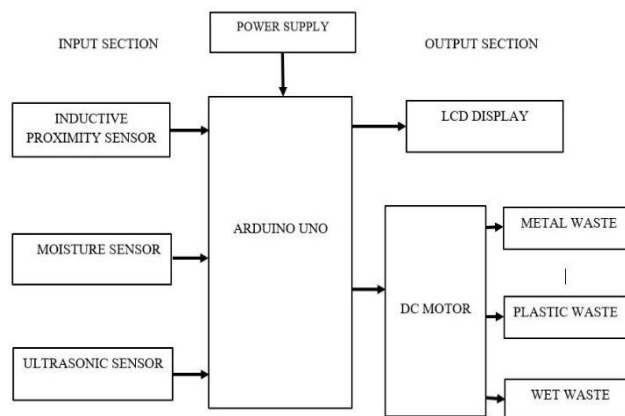 POWER SUPPLY
INPUT SECTION
OUTPUT SECTION
INDUCTIVE
PROXIMITY SENSOR
MOISTURE SENSOR
ULTRASONIC SENSOR
ARDUINO UNO
LCD DISPLAY
DC MOTOR
METAL WASTE
PLASTIC WASTE
WET WASTE